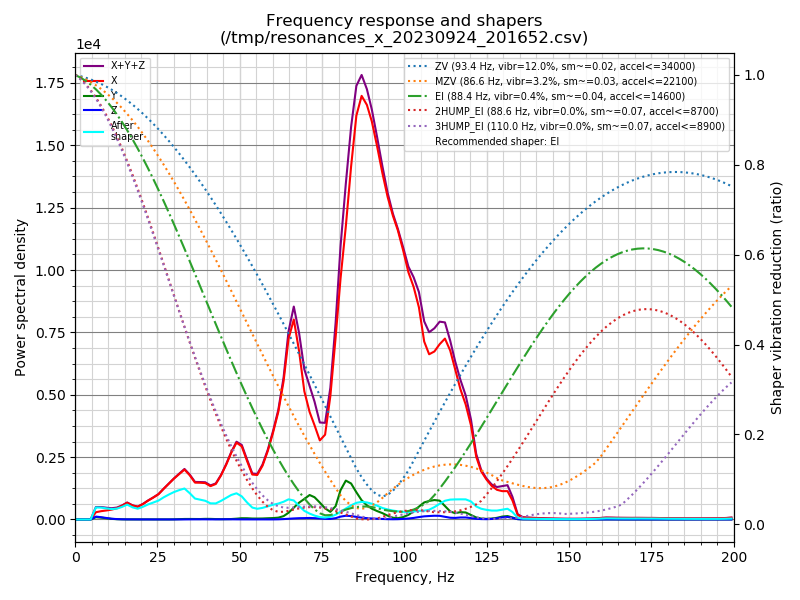 Frequency response and shapers
(/tmp/resonances_x_20230924_201652.csv)
1e4
X+Y+Z
X
Y
Z
After
shaper
ZV (93.4 Hz, vibr=12.0%, sm~=0.02, accel<=34000)
MZV (86.6 Hz, vibr=3.2%, sm~=0.03, accel<=22100)
EI (88.4 Hz, vibr=0.4%, sm~=0.04, accel<=14600)
2HUMP_EI (88.6 Hz, vibr=0.0%, sm~=0.07, accel<=8700)
3HUMP_EI (110.0 Hz, vibr=0.0%, sm~=0.07, accel<=8900)
Recommended shaper: EI
Power spectral density
1.75
1.50
1.25
1.00
0.75
0.50
0.25
0.00
1.0
0.8
0.6
0.4
0.2
0.0
Shaper vibration reduction (ratio)
0 25 50 75 100 125 150 175 200
Frequency, Hz